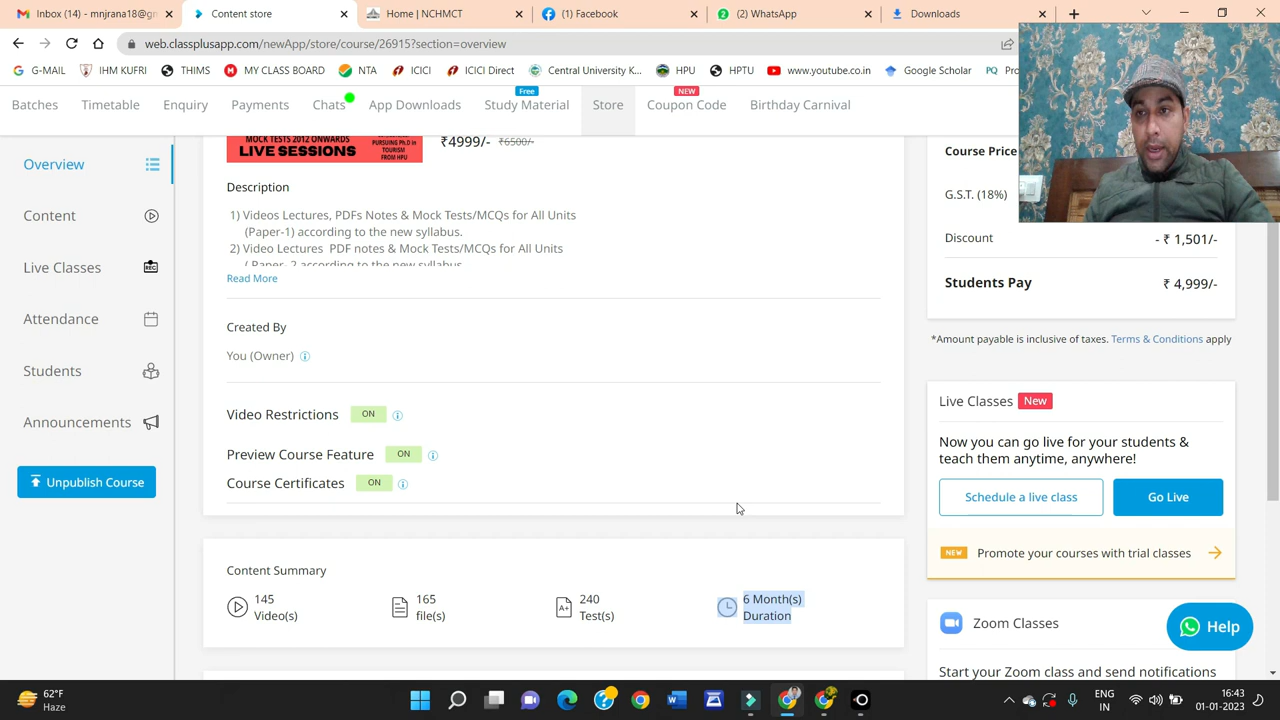 Inbox (14) - mnjrana18@gm
Content store
Home | NCHMCT
(1) Facebook
(2) WhatsApp
Downloads
web.classplusapp.com/newApp/store/course/26915?section=overview
G-MAIL
IHM KUFRI
THIMS
MY CLASS BOARD
NTA
ICICI
ICICI Direct
Central University K...
HPU
HPTU
www.youtube.co.in
Google Scholar
Pro
Batches
Timetable
Enquiry
Payments
Chats
App Downloads
Free
Study Material
Store
NEW
Coupon Code
Birthday Carnival
Overview
Content
Live Classes
REC
Attendance
Students
Announcements
Unpublish Course
MOCK TESTS 2012 ONWARDS
LIVE SESSIONS
PURSUING Ph.D in
TOURISM
FROM HPU
₹4999/- ₹6500/-
Description
1) Videos Lectures, PDFs Notes & Mock Tests/MCQs for All Units
(Paper-1) according to the new syllabus.
2) Video Lectures PDF notes & Mock Tests/MCQs for All Units
( Paper- 2 according to the new syllabus
Read More
Created By
You (Owner)
Video Restrictions ON
Preview Course Feature ON
Course Certificates ON
Content Summary
145
Video(s)
165
file(s)
A+
240
Test(s)
6 Month(s)
Duration
Course Price
G.S.T. (18%)
Discount - ₹ 1,501/-
Students Pay ₹ 4,999/-
*Amount payable is inclusive of taxes. Terms & Conditions apply
Live Classes New
Now you can go live for your students &
teach them anytime, anywhere!
Schedule a live class
Go Live
NEW Promote your courses with trial classes
Zoom Classes
Start your Zoom class and send notifications
Help
62°F
Haze
ENG
IN
16:43
01-01-2023